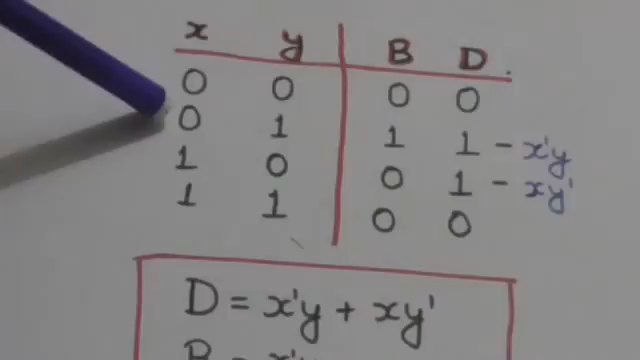 x y B D
0 0 0 0
0 1 1 1 - x'y
1 0 0 1 - xy'
1 1 0 0
D = x'y + xy'
B = x'y